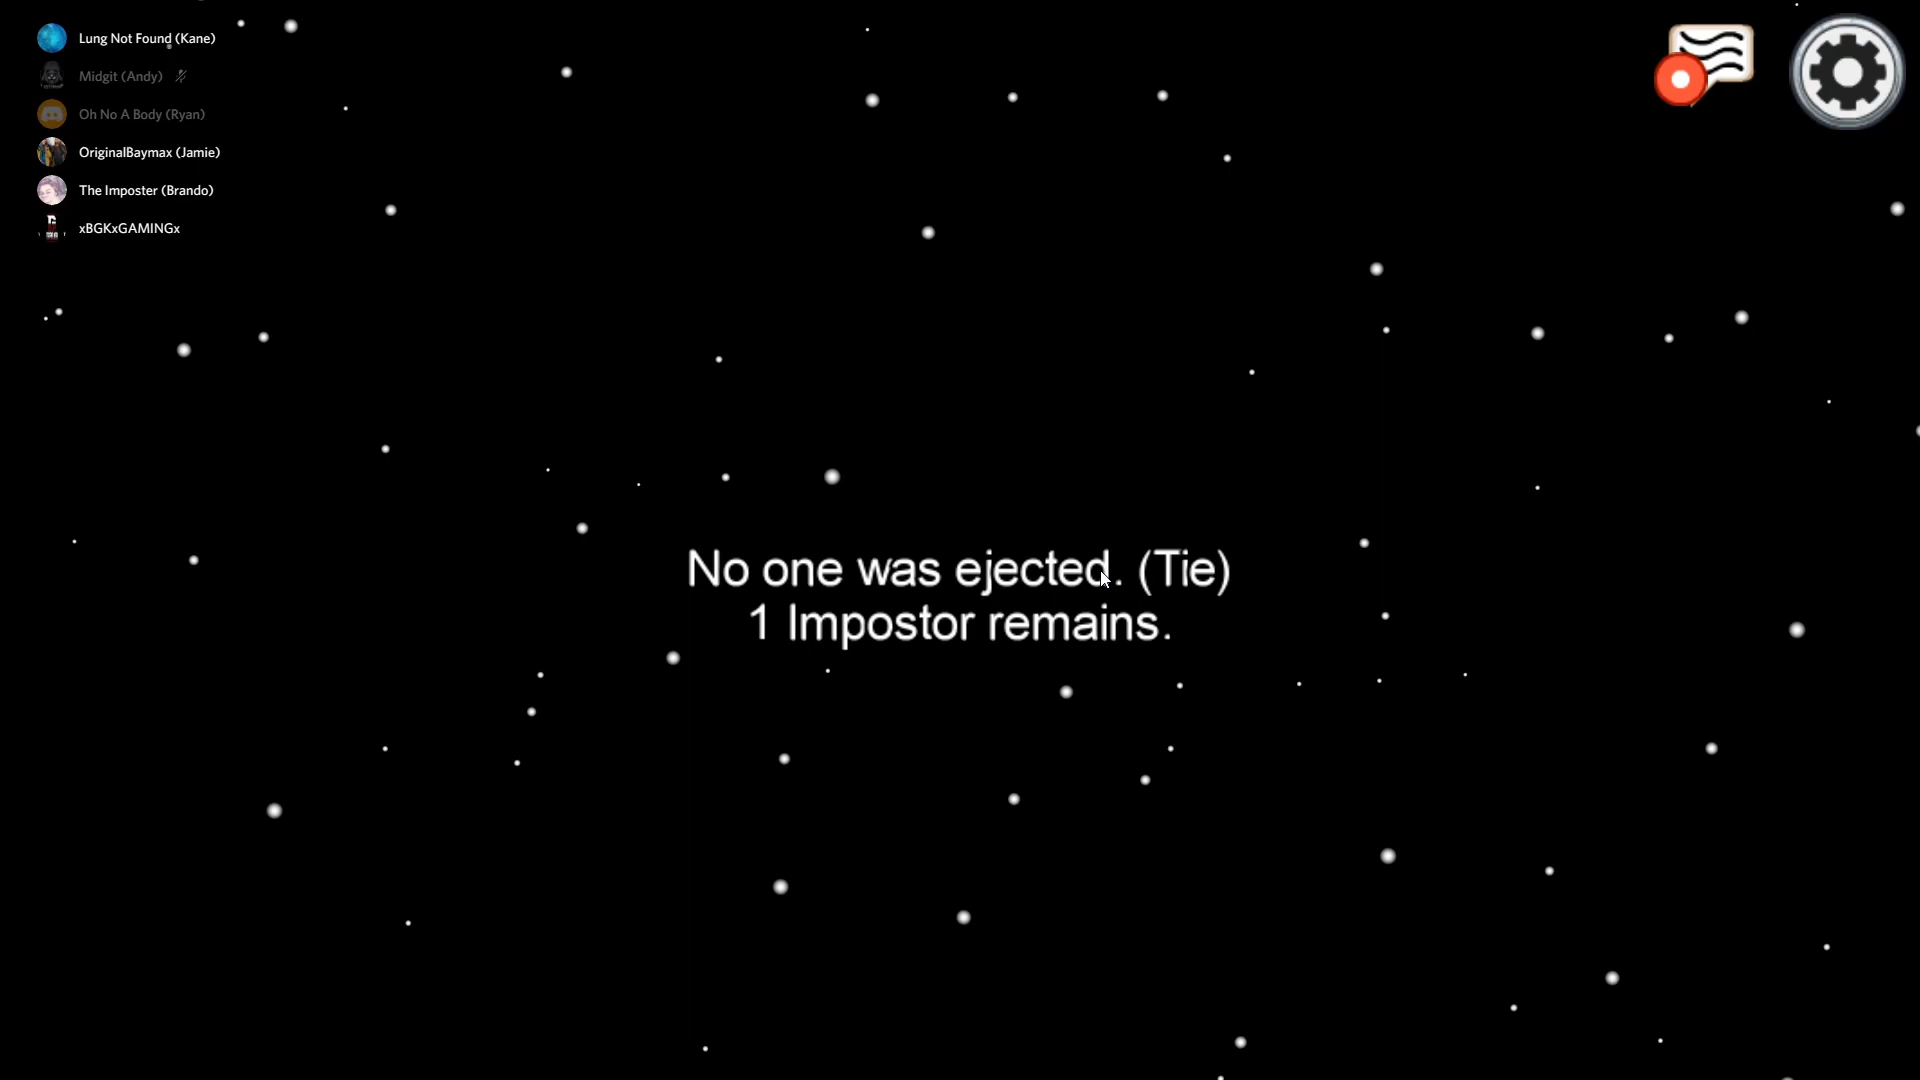 Lung Not Found (Kane)
Midgit (Andy)
Oh No A Body (Ryan)
OriginalBaymax (Jamie)
The Imposter (Brando)
xBGKxGAMINGx
No one was ejected. (Tie)
1 Impostor remains.